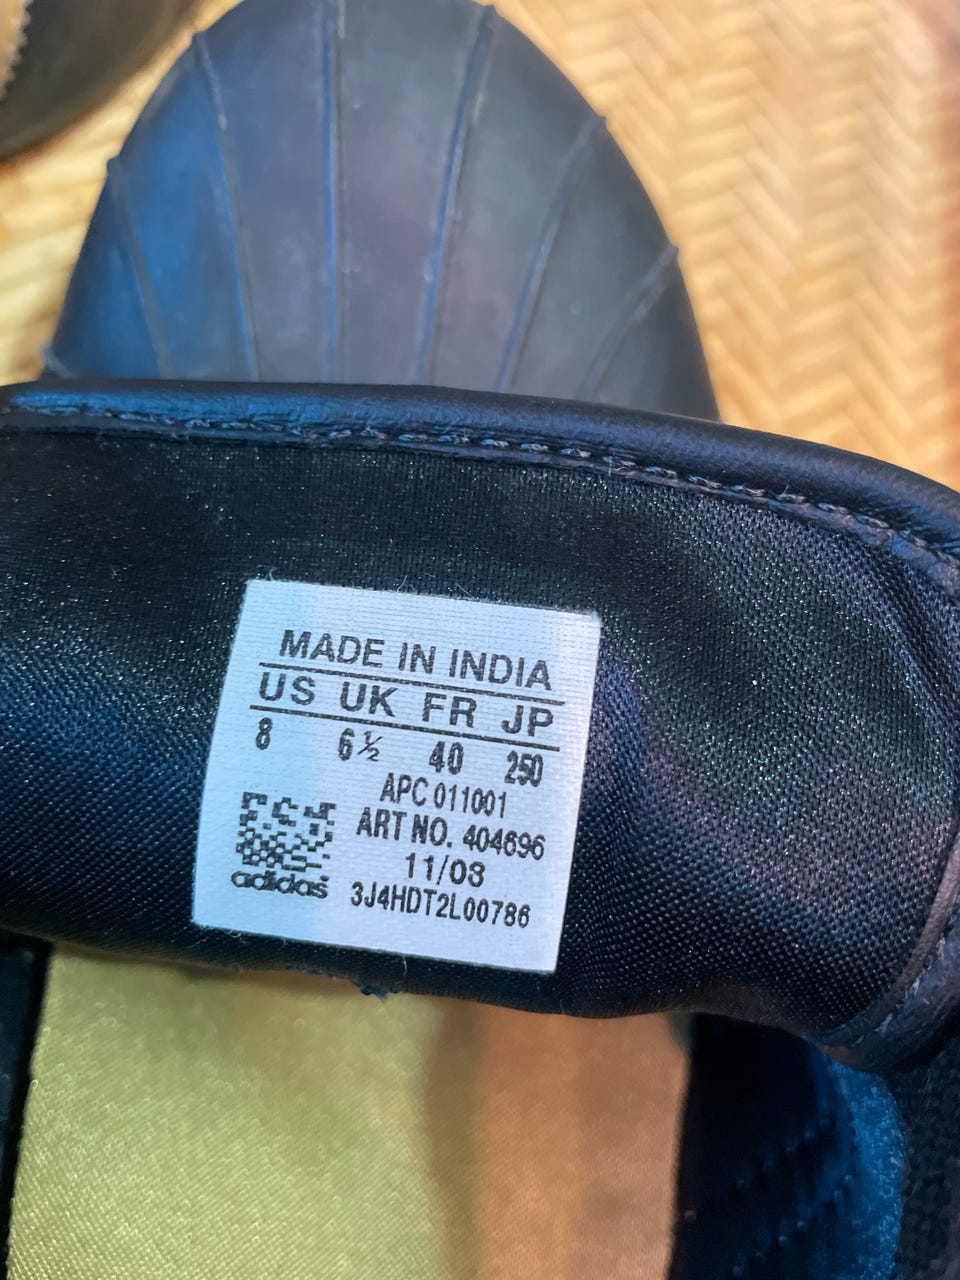 MADE IN INDIA
US UK FR JP
8 6½ 40 250
APC 011001
ART NO. 404696
11/08
adidas 3J4HDT2L00786